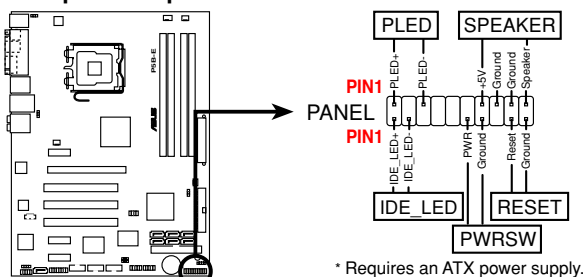 PLED SPEAKER
PLED+
PLED-
+5V
Ground
Ground
Speaker
PIN1
PANEL
PIN1
IDE_LED+
IDE_LED-
PWR
Ground
Reset
Ground
IDE_LED RESET
PWRSW
* Requires an ATX power supply.
P5B-E
ASUS